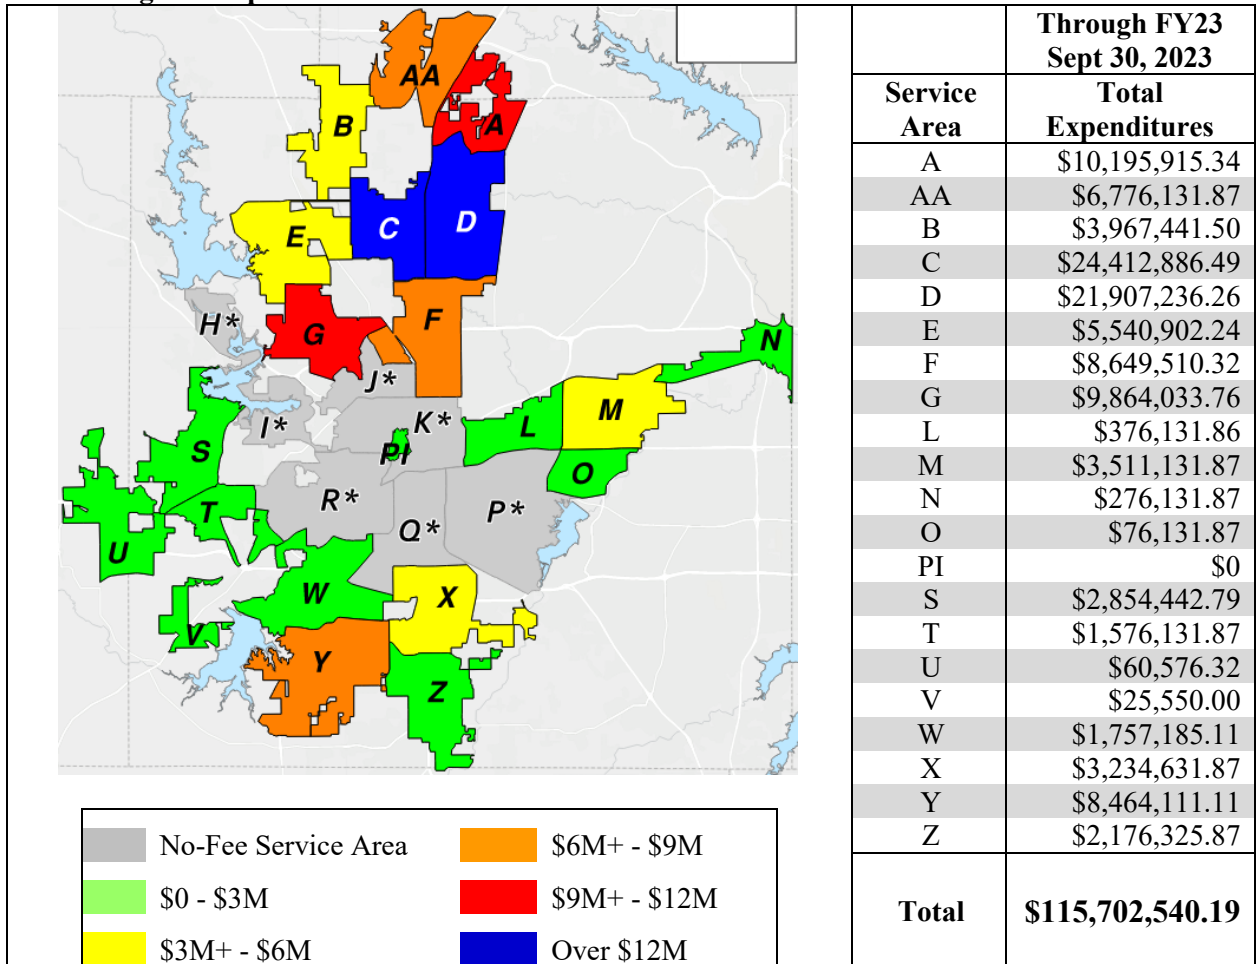 AA
A
B
C
D
E
F
G
H*
J*
I*
K*
PI
L
M
N
O
S
T
U
R*
Q*
P*
W
V
X
Y
Z
No-Fee Service Area
$0 - $3M
$3M+ - $6M
$6M+ - $9M
$9M+ - $12M
Over $12M
Through FY23
Sept 30, 2023
Service Area Total Expenditures
A $10,195,915.34
AA $6,776,131.87
B $3,967,441.50
C $24,412,886.49
D $21,907,236.26
E $5,540,902.24
F $8,649,510.32
G $9,864,033.76
L $376,131.86
M $3,511,131.87
N $276,131.87
O $76,131.87
PI $0
S $2,854,442.79
T $1,576,131.87
U $60,576.32
V $25,550.00
W $1,757,185.11
X $3,234,631.87
Y $8,464,111.11
Z $2,176,325.87
Total $115,702,540.19